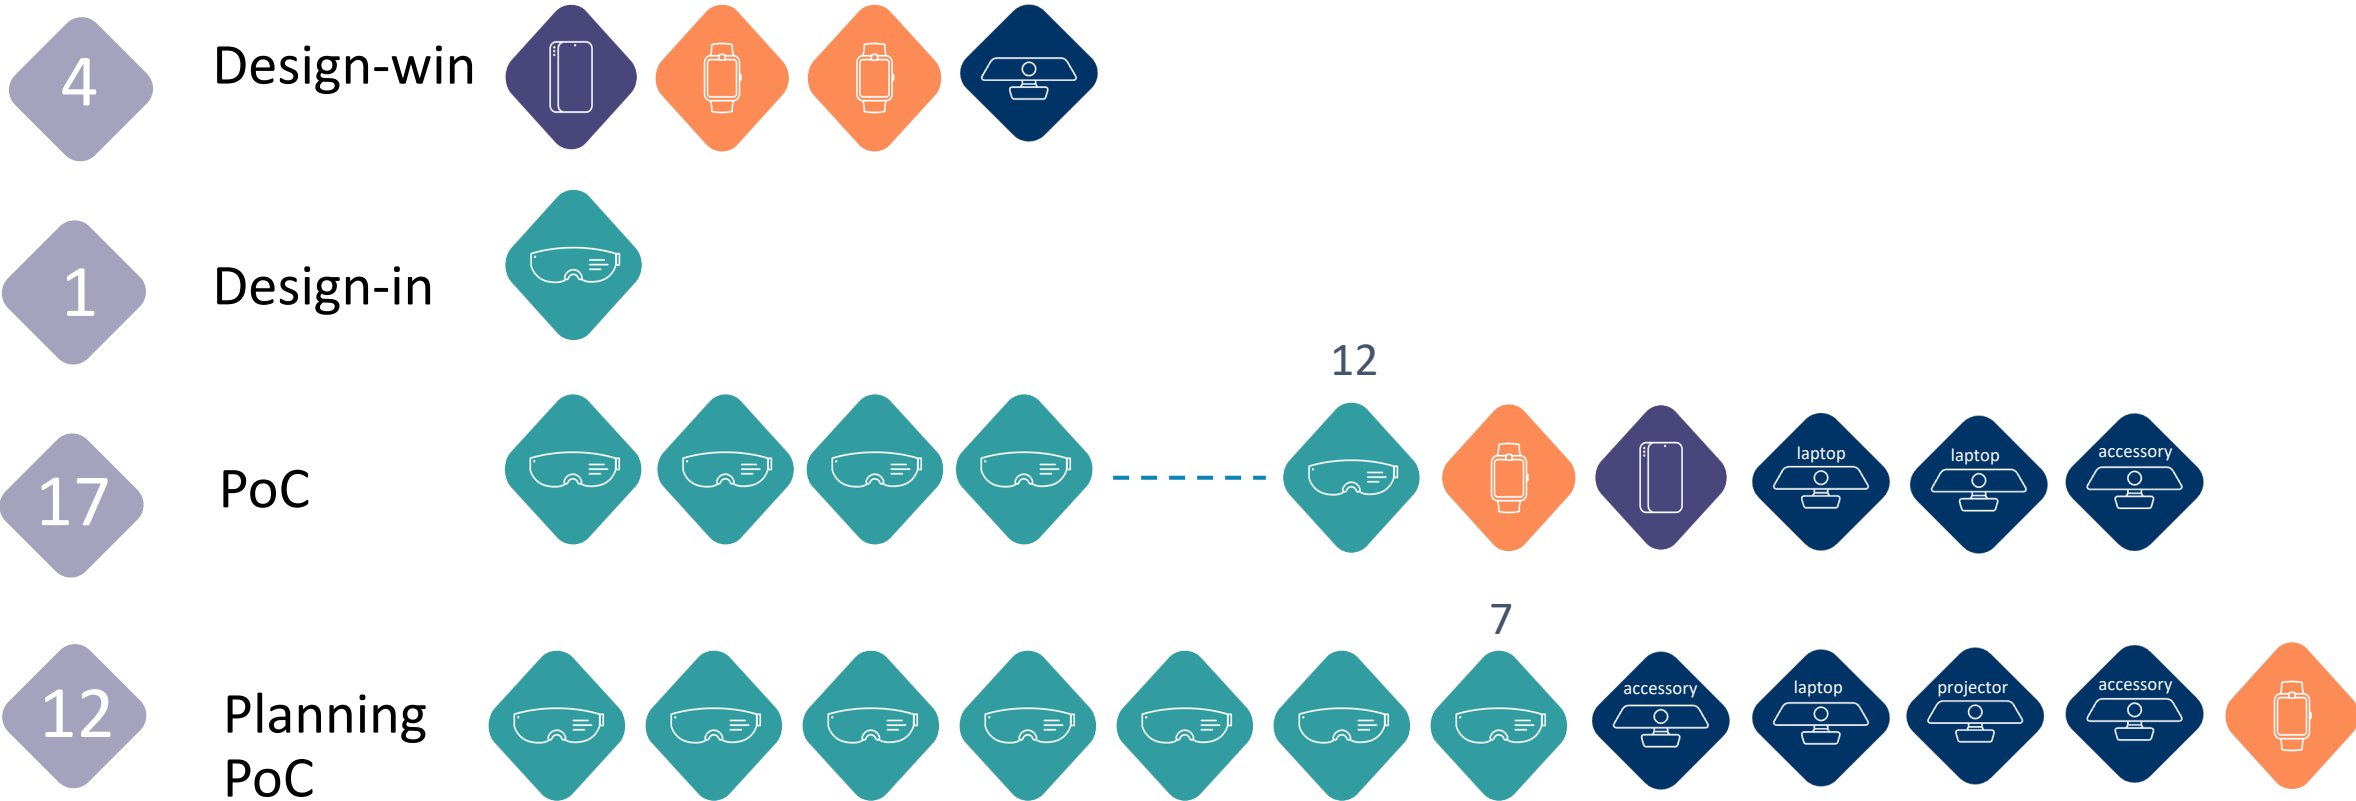 4
Design-win
1
Design-in
12
17
PoC
laptop
laptop
accessory
7
12
Planning
PoC
accessory
laptop
projector
accessory